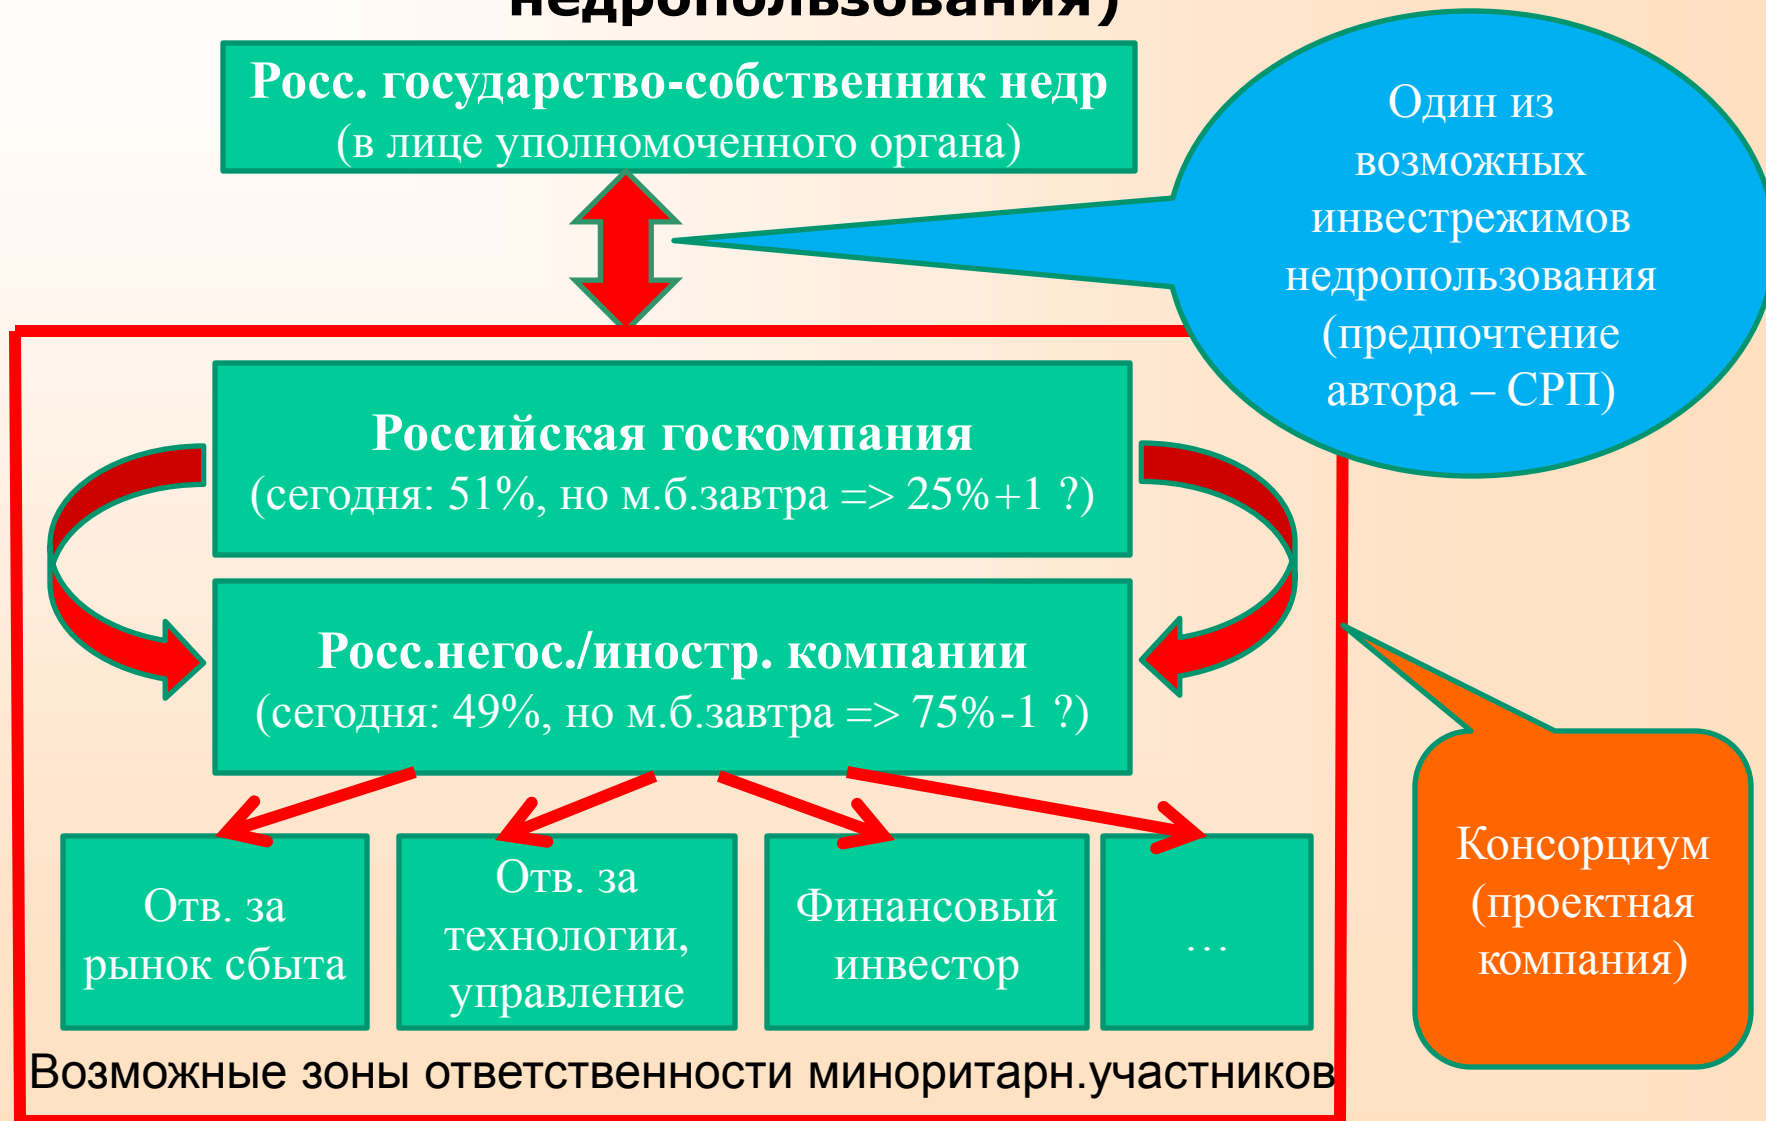 недропользования)
Росс. государство-собственник недр
(в лице уполномоченного органа)
Один из
возможных
инвестрежимов
недропользования
(предпочтение
автора – СРП)
Российская госкомпания
(сегодня: 51%, но м.б.завтра => 25%+1 ?)
Росс.негос./иностр. компании
(сегодня: 49%, но м.б.завтра => 75%-1 ?)
Отв. за
рынок сбыта
Отв. за
технологии,
управление
Финансовый
инвестор
…
Консорциум
(проектная
компания)
Возможные зоны ответственности миноритарн.участников